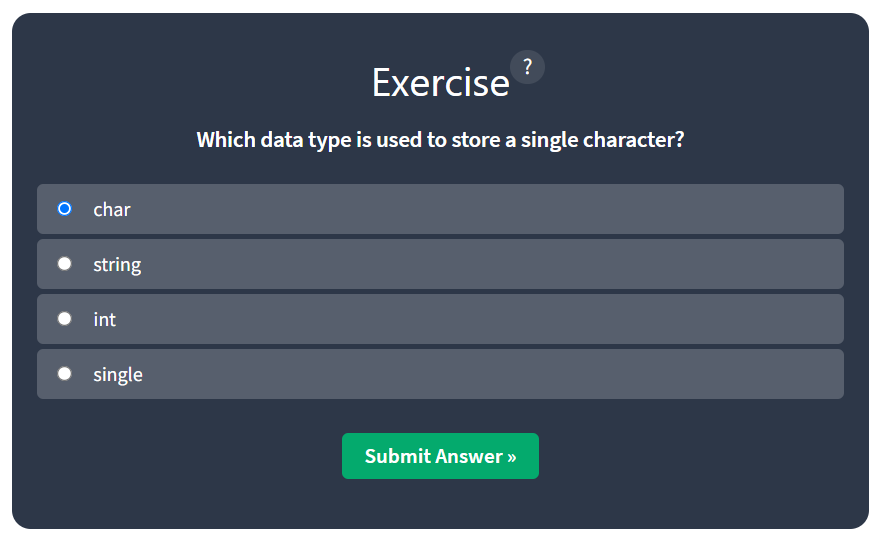 Exercise ?
Which data type is used to store a single character?
char
string
int
single
Submit Answer »